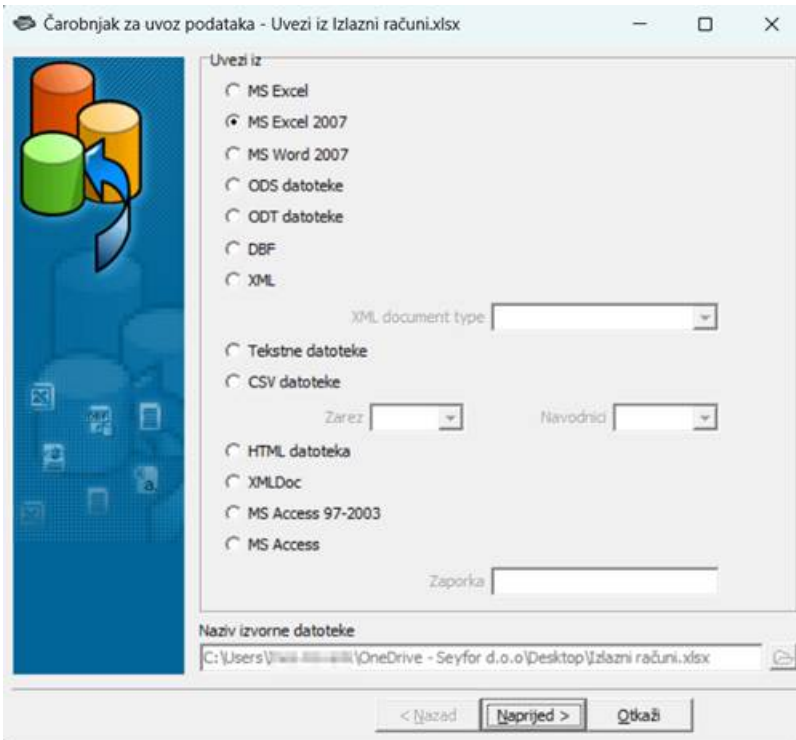 Čarobnjak za uvoz podataka - Uvezi iz Izlazni računi.xlsx
Uvezi iz
MS Excel
MS Excel 2007
MS Word 2007
ODS datoteke
ODT datoteke
DBF
XML
XML document type
Tekstne datoteke
CSV datoteke
Zarez Navodnici
HTML datoteka
XMLDoc
MS Access 97-2003
MS Access
Zaporka
Naziv izvorne datoteke
C:\Users\ \OneDrive - Seyfor d.o.o\Desktop\Izlazni računi.xlsx
< Nazad Naprijed > Otkaži